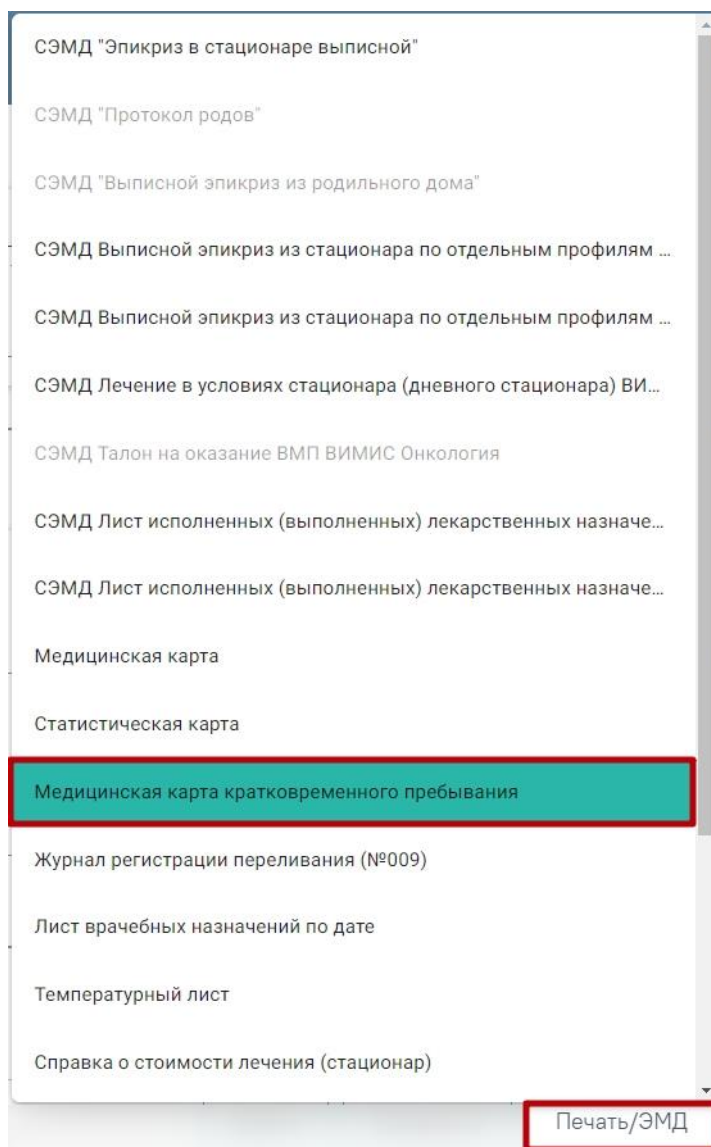 СЭМД "Эпикриз в стационаре выписной"
СЭМД "Протокол родов"
СЭМД "Выписной эпикриз из родильного дома"
СЭМД Выписной эпикриз из стационара по отдельным профилям ...
СЭМД Выписной эпикриз из стационара по отдельным профилям ...
СЭМД Лечение в условиях стационара (дневного стационара) ВИ...
СЭМД Талон на оказание ВМП ВИМИС Онкология
СЭМД Лист исполненных (выполненных) лекарственных назначе...
СЭМД Лист исполненных (выполненных) лекарственных назначе...
Медицинская карта
Статистическая карта
Медицинская карта кратковременного пребывания
Журнал регистрации переливания (№009)
Лист врачебных назначений по дате
Температурный лист
Справка о стоимости лечения (стационар)
Печать/ЭМД